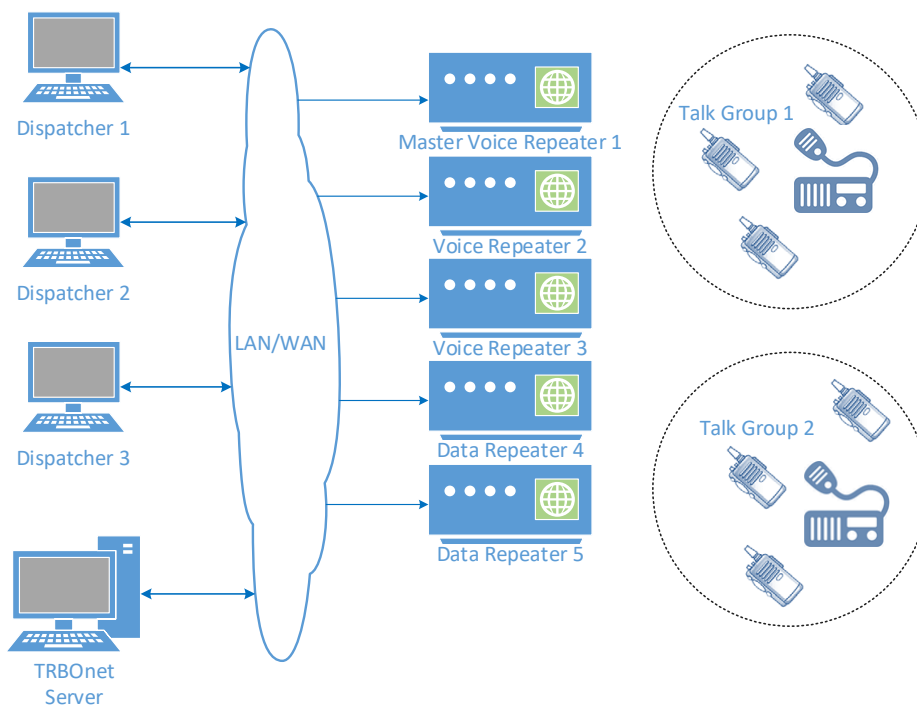 Dispatcher 1
Dispatcher 2
Dispatcher 3
TRBOnet
Server
LAN/WAN
Master Voice Repeater 1
Voice Repeater 2
Voice Repeater 3
Data Repeater 4
Data Repeater 5
Talk Group 1
Talk Group 2